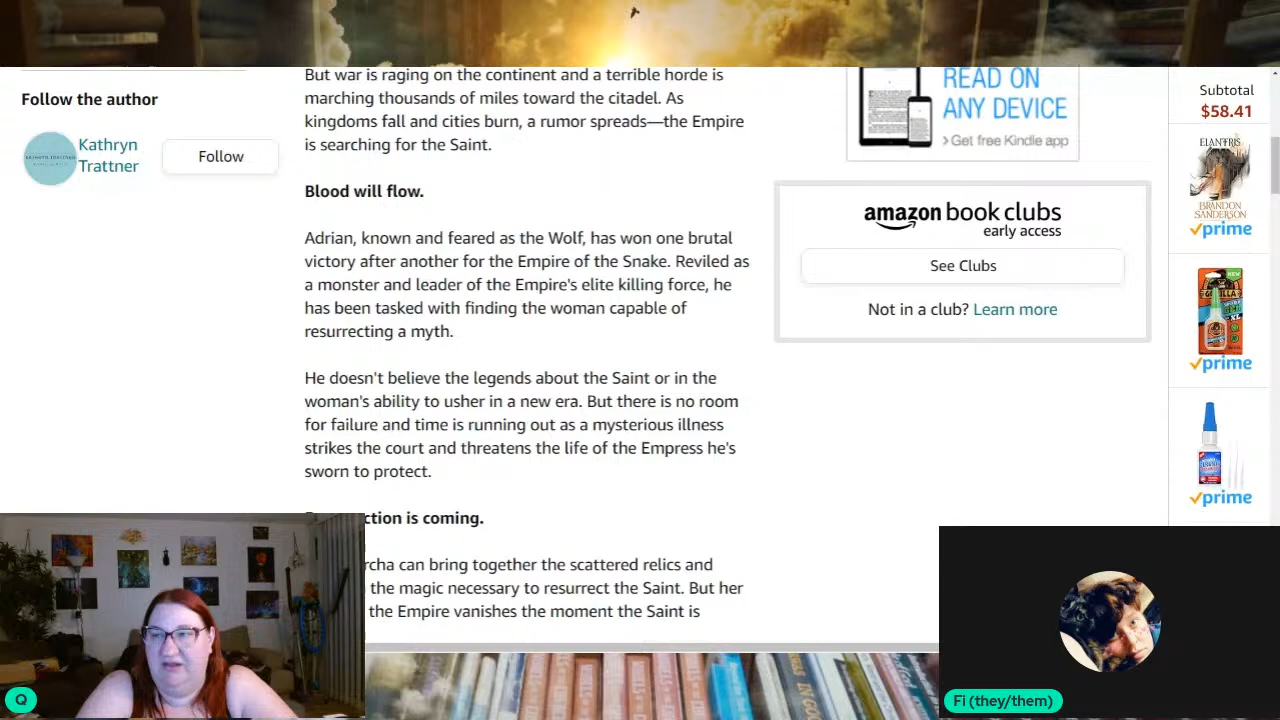 Follow the author
Kathryn
Trattner
Follow
But war is raging on the continent and a terrible horde is
marching thousands of miles toward the citadel. As
kingdoms fall and cities burn, a rumor spreads—the Empire
is searching for the Saint.
Blood will flow.
Adrian, known and feared as the Wolf, has won one brutal
victory after another for the Empire of the Snake. Reviled as
a monster and leader of the Empire's elite killing force, he
has been tasked with finding the woman capable of
resurrecting a myth.
He doesn't believe the legends about the Saint or in the
woman's ability to usher in a new era. But there is no room
for failure and time is running out as a mysterious illness
strikes the court and threatens the life of the Empress he's
sworn to protect.
ction is coming.
rcha can bring together the scattered relics and
the magic necessary to resurrect the Saint. But her
the Empire vanishes the moment the Saint is
READ ON
ANY DEVICE
> Get free Kindle app
amazon book clubs
early access
See Clubs
Not in a club? Learn more
Subtotal
$58.41
ELANTRIS
BRANDON
SANDERSON
prime
NEW
GORILLA
prime
prime
Q
Fi (they/them)